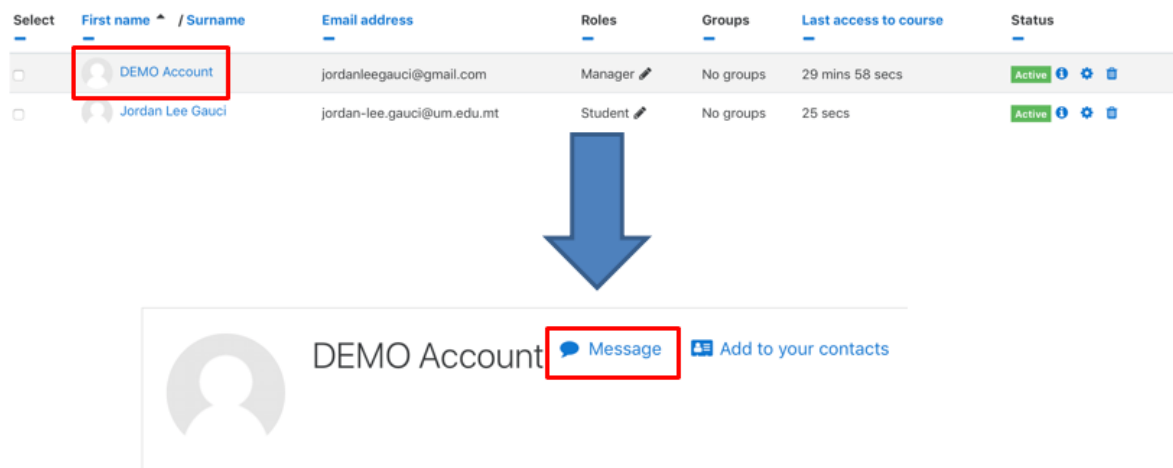 Select First name / Surname Email address Roles Groups Last access to course Status
DEMO Account jordanleegauci@gmail.com Manager No groups 29 mins 58 secs Active
Jordan Lee Gauci jordan-lee.gauci@um.edu.mt Student No groups 25 secs Active
DEMO Account Message Add to your contacts